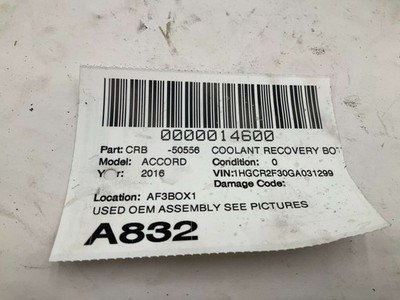 0000014600
Part: CRB -50556 COOLANT RECOVERY BOT
Model: ACCORD Condition: 0
Year: 2016 VIN:1HGCR2F30GA031299
Damage Code:
Location: AF3BOX1
USED OEM ASSEMBLY SEE PICTURES
A832